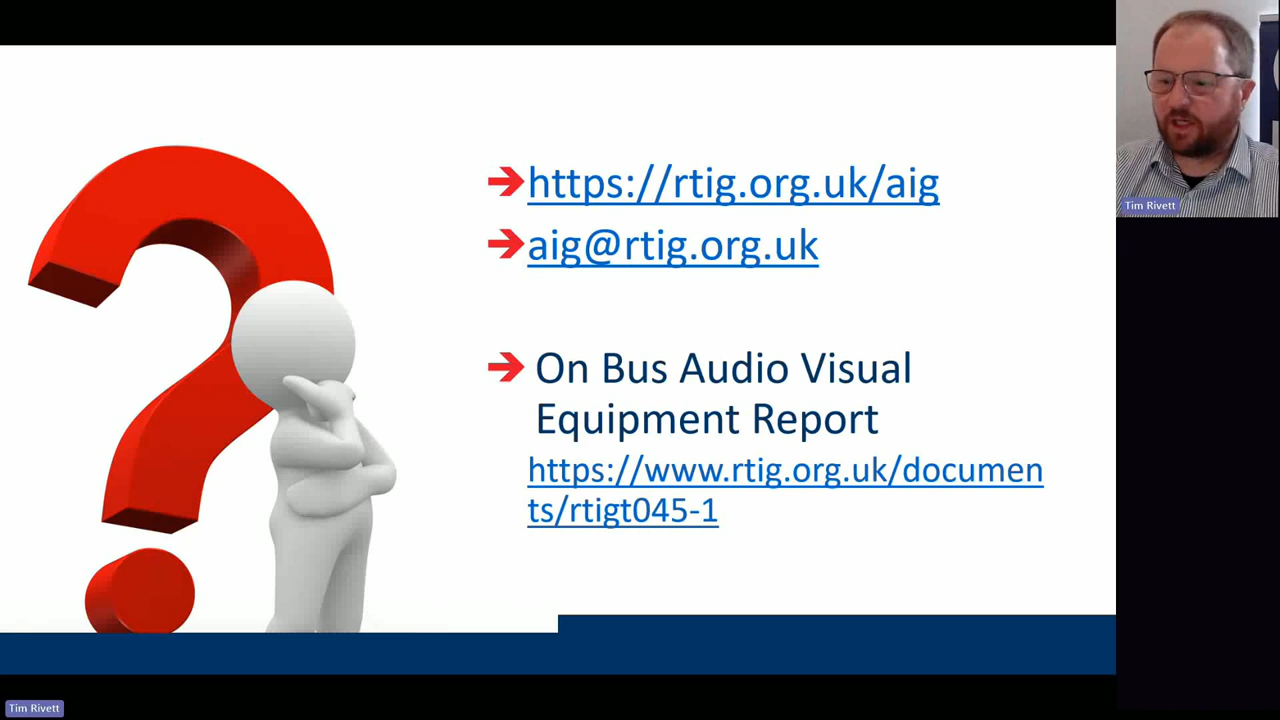 https://rtig.org.uk/aig
aig@rtig.org.uk
On Bus Audio Visual
Equipment Report
https://www.rtig.org.uk/documen
ts/rtigt045-1
Tim Rivett
Tim Rivett